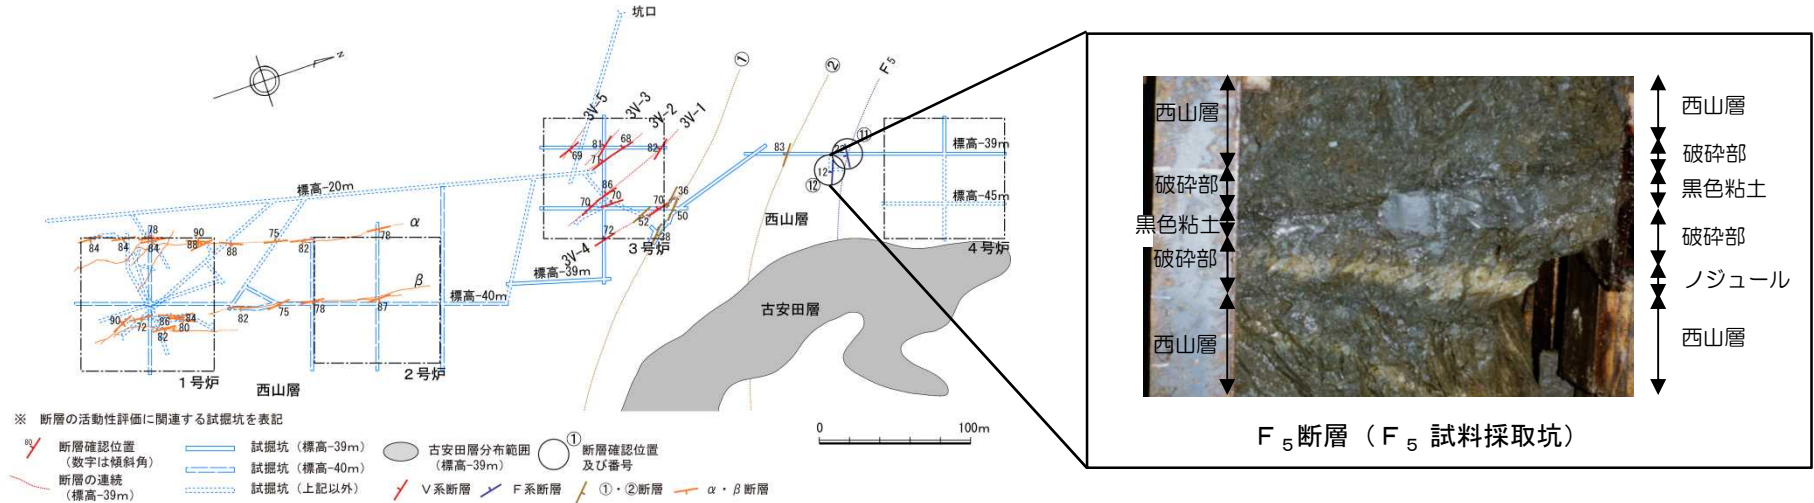 坑口
N
①
②
F5
3V-5
3V-3
3V-2
3V-1
81
68
69
71
82
83
⑪
12
⑫
標高-39m
標高-45m
標高-20m
86
70
70
36
50
52
72
28
3V-4
3号炉
4号炉
西山層
標高-39m
標高-40m
古安田層
α
β
84
84
78
84
90
88
88
75
82
78
90
72
86
84
80
82
82
75
78
87
1号炉
2号炉
西山層
0
100m
※ 断層の活動性評価に関連する試掘坑を表記
80
断層確認位置
(数字は傾斜角)
断層の連続
(標高-39m)
試掘坑(標高-39m)
試掘坑(標高-40m)
試掘坑(上記以外)
古安田層分布範囲
(標高-39m)
①
断層確認位置
及び番号
V系断層
F系断層
①・②断層
α・β断層
西山層
破砕部
黒色粘土
破砕部
西山層
西山層
破砕部
黒色粘土
破砕部
ノジュール
西山層
F5断層(F5 試料採取坑)